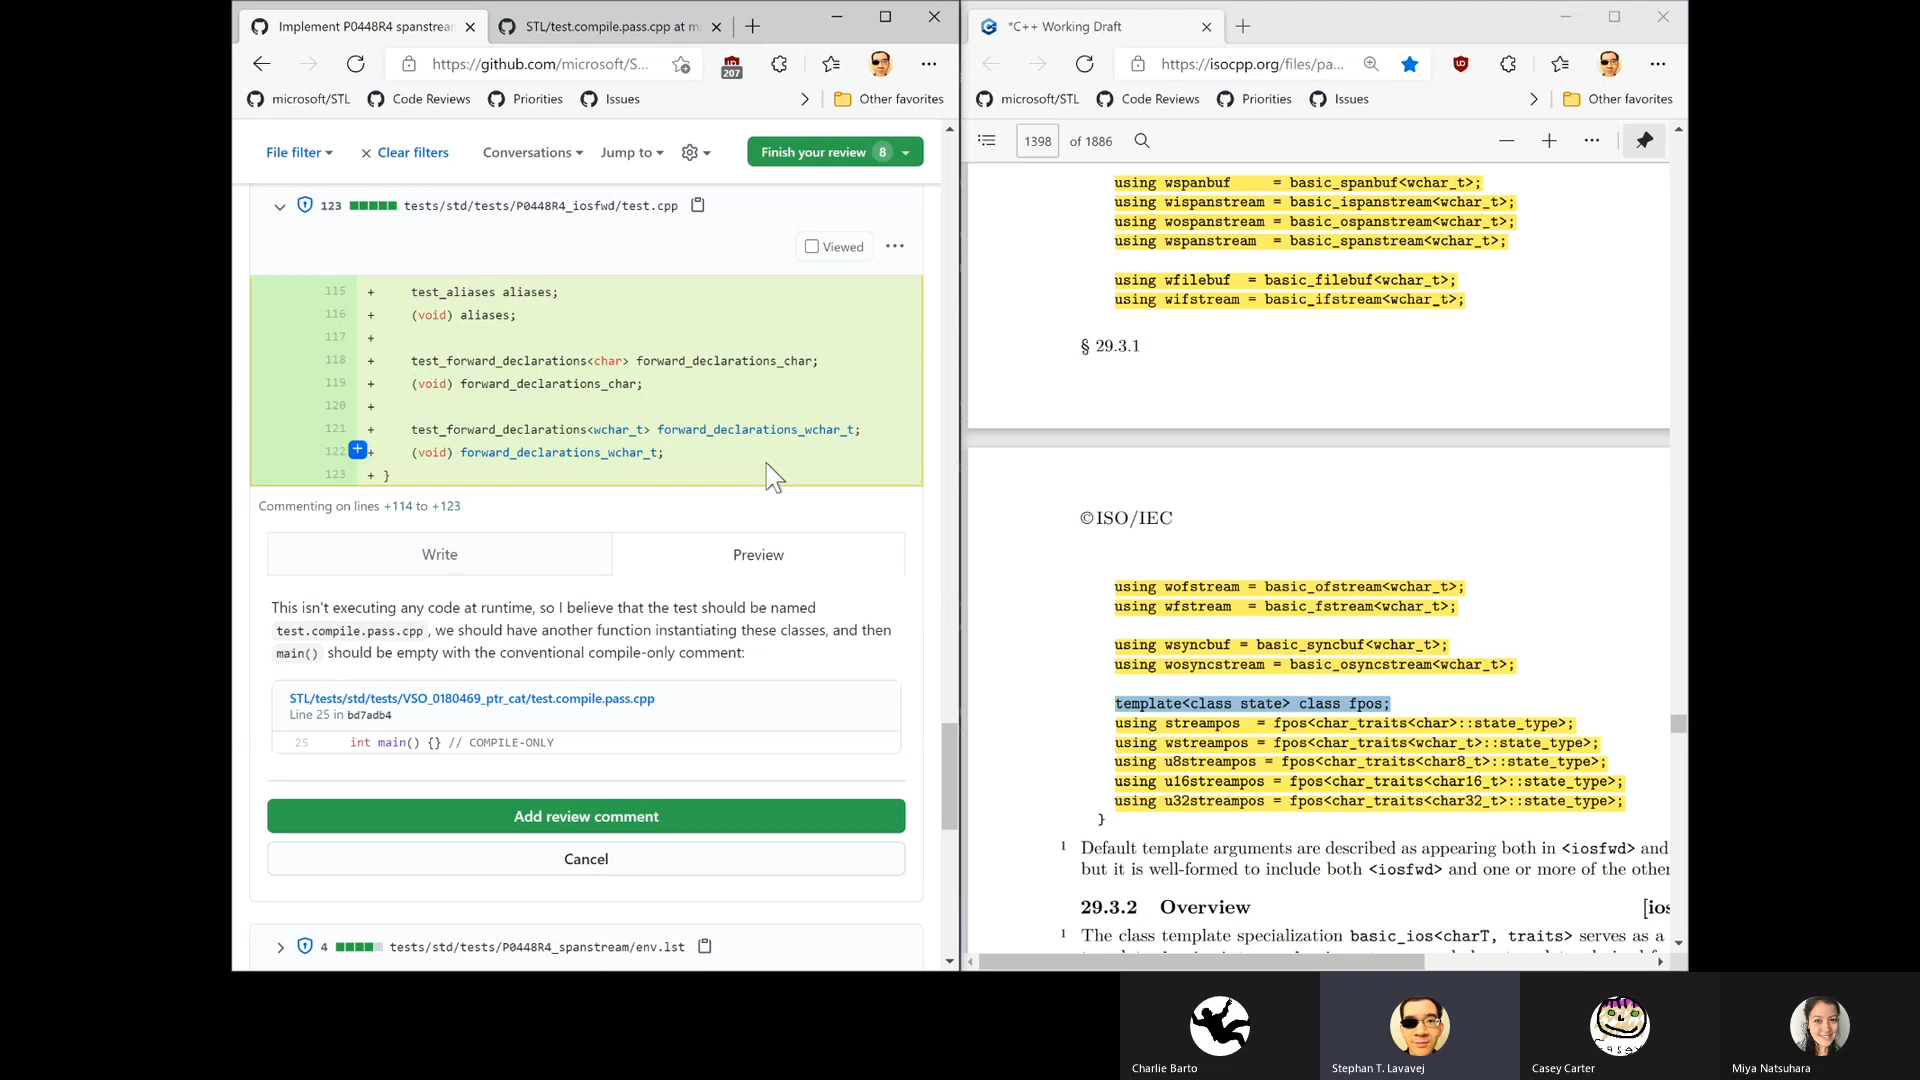 Implement P0448R4 spanstream
STL/test.compile.pass.cpp at m
*C++ Working Draft
https://github.com/microsoft/S...
207
https://isocpp.org/files/pa...
microsoft/STL
Code Reviews
Priorities
Issues
Other favorites
microsoft/STL
Code Reviews
Priorities
Issues
Other favorites
File filter
Clear filters
Conversations
Jump to
Finish your review 8
1398 of 1886
123 tests/std/tests/P0448R4_iosfwd/test.cpp
Viewed
115 + test_aliases aliases;
116 + (void) aliases;
117 +
118 + test_forward_declarations<char> forward_declarations_char;
119 + (void) forward_declarations_char;
120 +
121 + test_forward_declarations<wchar_t> forward_declarations_wchar_t;
122 + (void) forward_declarations_wchar_t;
123 + }
Commenting on lines +114 to +123
Write
Preview
This isn't executing any code at runtime, so I believe that the test should be named
test.compile.pass.cpp , we should have another function instantiating these classes, and then
main() should be empty with the conventional compile-only comment:
STL/tests/std/tests/VSO_0180469_ptr_cat/test.compile.pass.cpp
Line 25 in bd7adb4
25 int main() {} // COMPILE-ONLY
Add review comment
Cancel
4 tests/std/tests/P0448R4_spanstream/env.lst
using wspanbuf = basic_spanbuf<wchar_t>;
using wispanstream = basic_ispanstream<wchar_t>;
using wospanstream = basic_ospanstream<wchar_t>;
using wspanstream = basic_spanstream<wchar_t>;
using wfilebuf = basic_filebuf<wchar_t>;
using wifstream = basic_ifstream<wchar_t>;
§ 29.3.1
©ISO/IEC
using wofstream = basic_ofstream<wchar_t>;
using wfstream = basic_fstream<wchar_t>;
using wsyncbuf = basic_syncbuf<wchar_t>;
using wosyncstream = basic_osyncstream<wchar_t>;
template<class state> class fpos;
using streampos = fpos<char_traits<char>::state_type>;
using wstreampos = fpos<char_traits<wchar_t>::state_type>;
using u8streampos = fpos<char_traits<char8_t>::state_type>;
using u16streampos = fpos<char_traits<char16_t>::state_type>;
using u32streampos = fpos<char_traits<char32_t>::state_type>;
}
1 Default template arguments are described as appearing both in <iosfwd> and
but it is well-formed to include both <iosfwd> and one or more of the other
29.3.2 Overview [ios
1 The class template specialization basic_ios<charT, traits> serves as a
Charlie Barto
Stephan T. Lavavej
Casey Carter
Miya Natsuhara